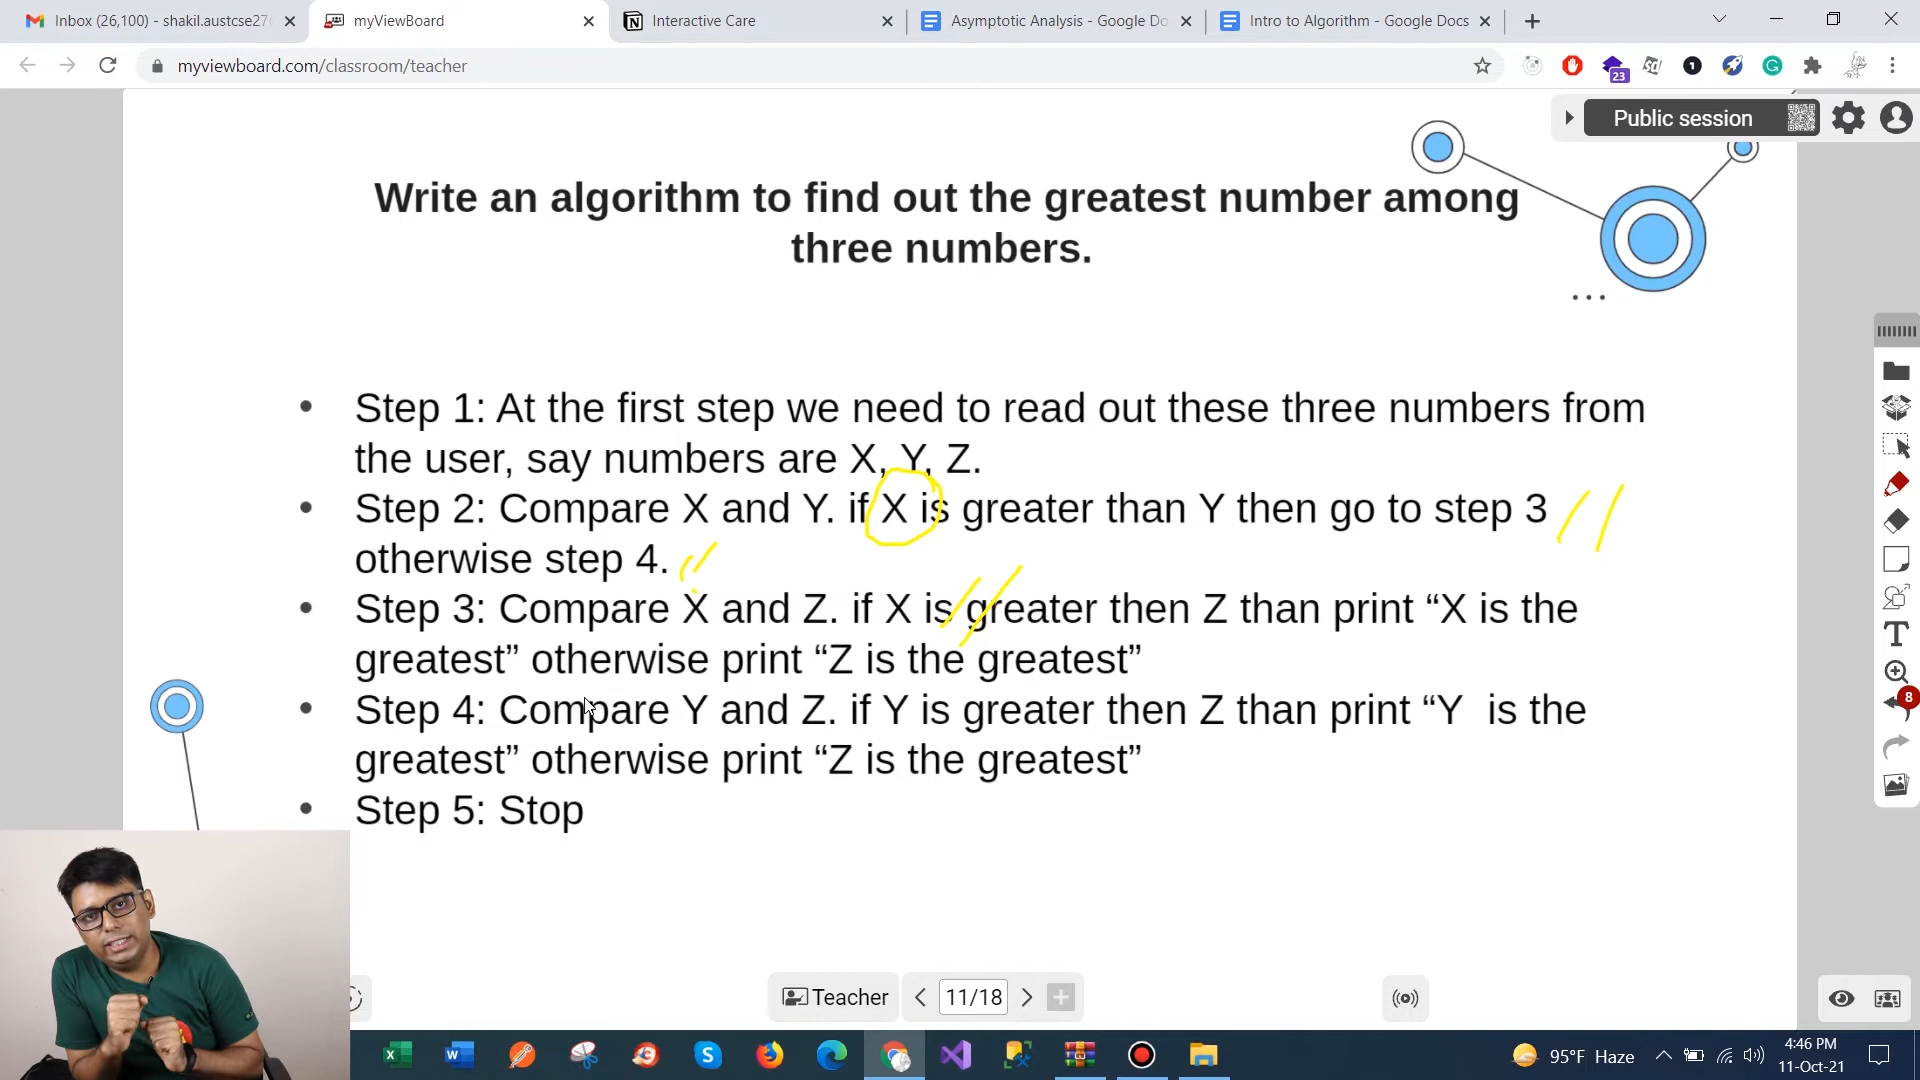 Inbox (26,100) - shakil.austcse27
myViewBoard
Interactive Care
Asymptotic Analysis - Google Do
Intro to Algorithm - Google Docs
myviewboard.com/classroom/teacher
23
Public session
Write an algorithm to find out the greatest number among
three numbers.
• Step 1: At the first step we need to read out these three numbers from
the user, say numbers are X, Y, Z.
• Step 2: Compare X and Y. if X is greater than Y then go to step 3
otherwise step 4.
• Step 3: Compare X and Z. if X is greater then Z than print “X is the
greatest” otherwise print “Z is the greatest”
• Step 4: Compare Y and Z. if Y is greater then Z than print “Y is the
greatest” otherwise print “Z is the greatest”
• Step 5: Stop
8
Teacher
11/18
95°F Haze
4:46 PM
11-Oct-21